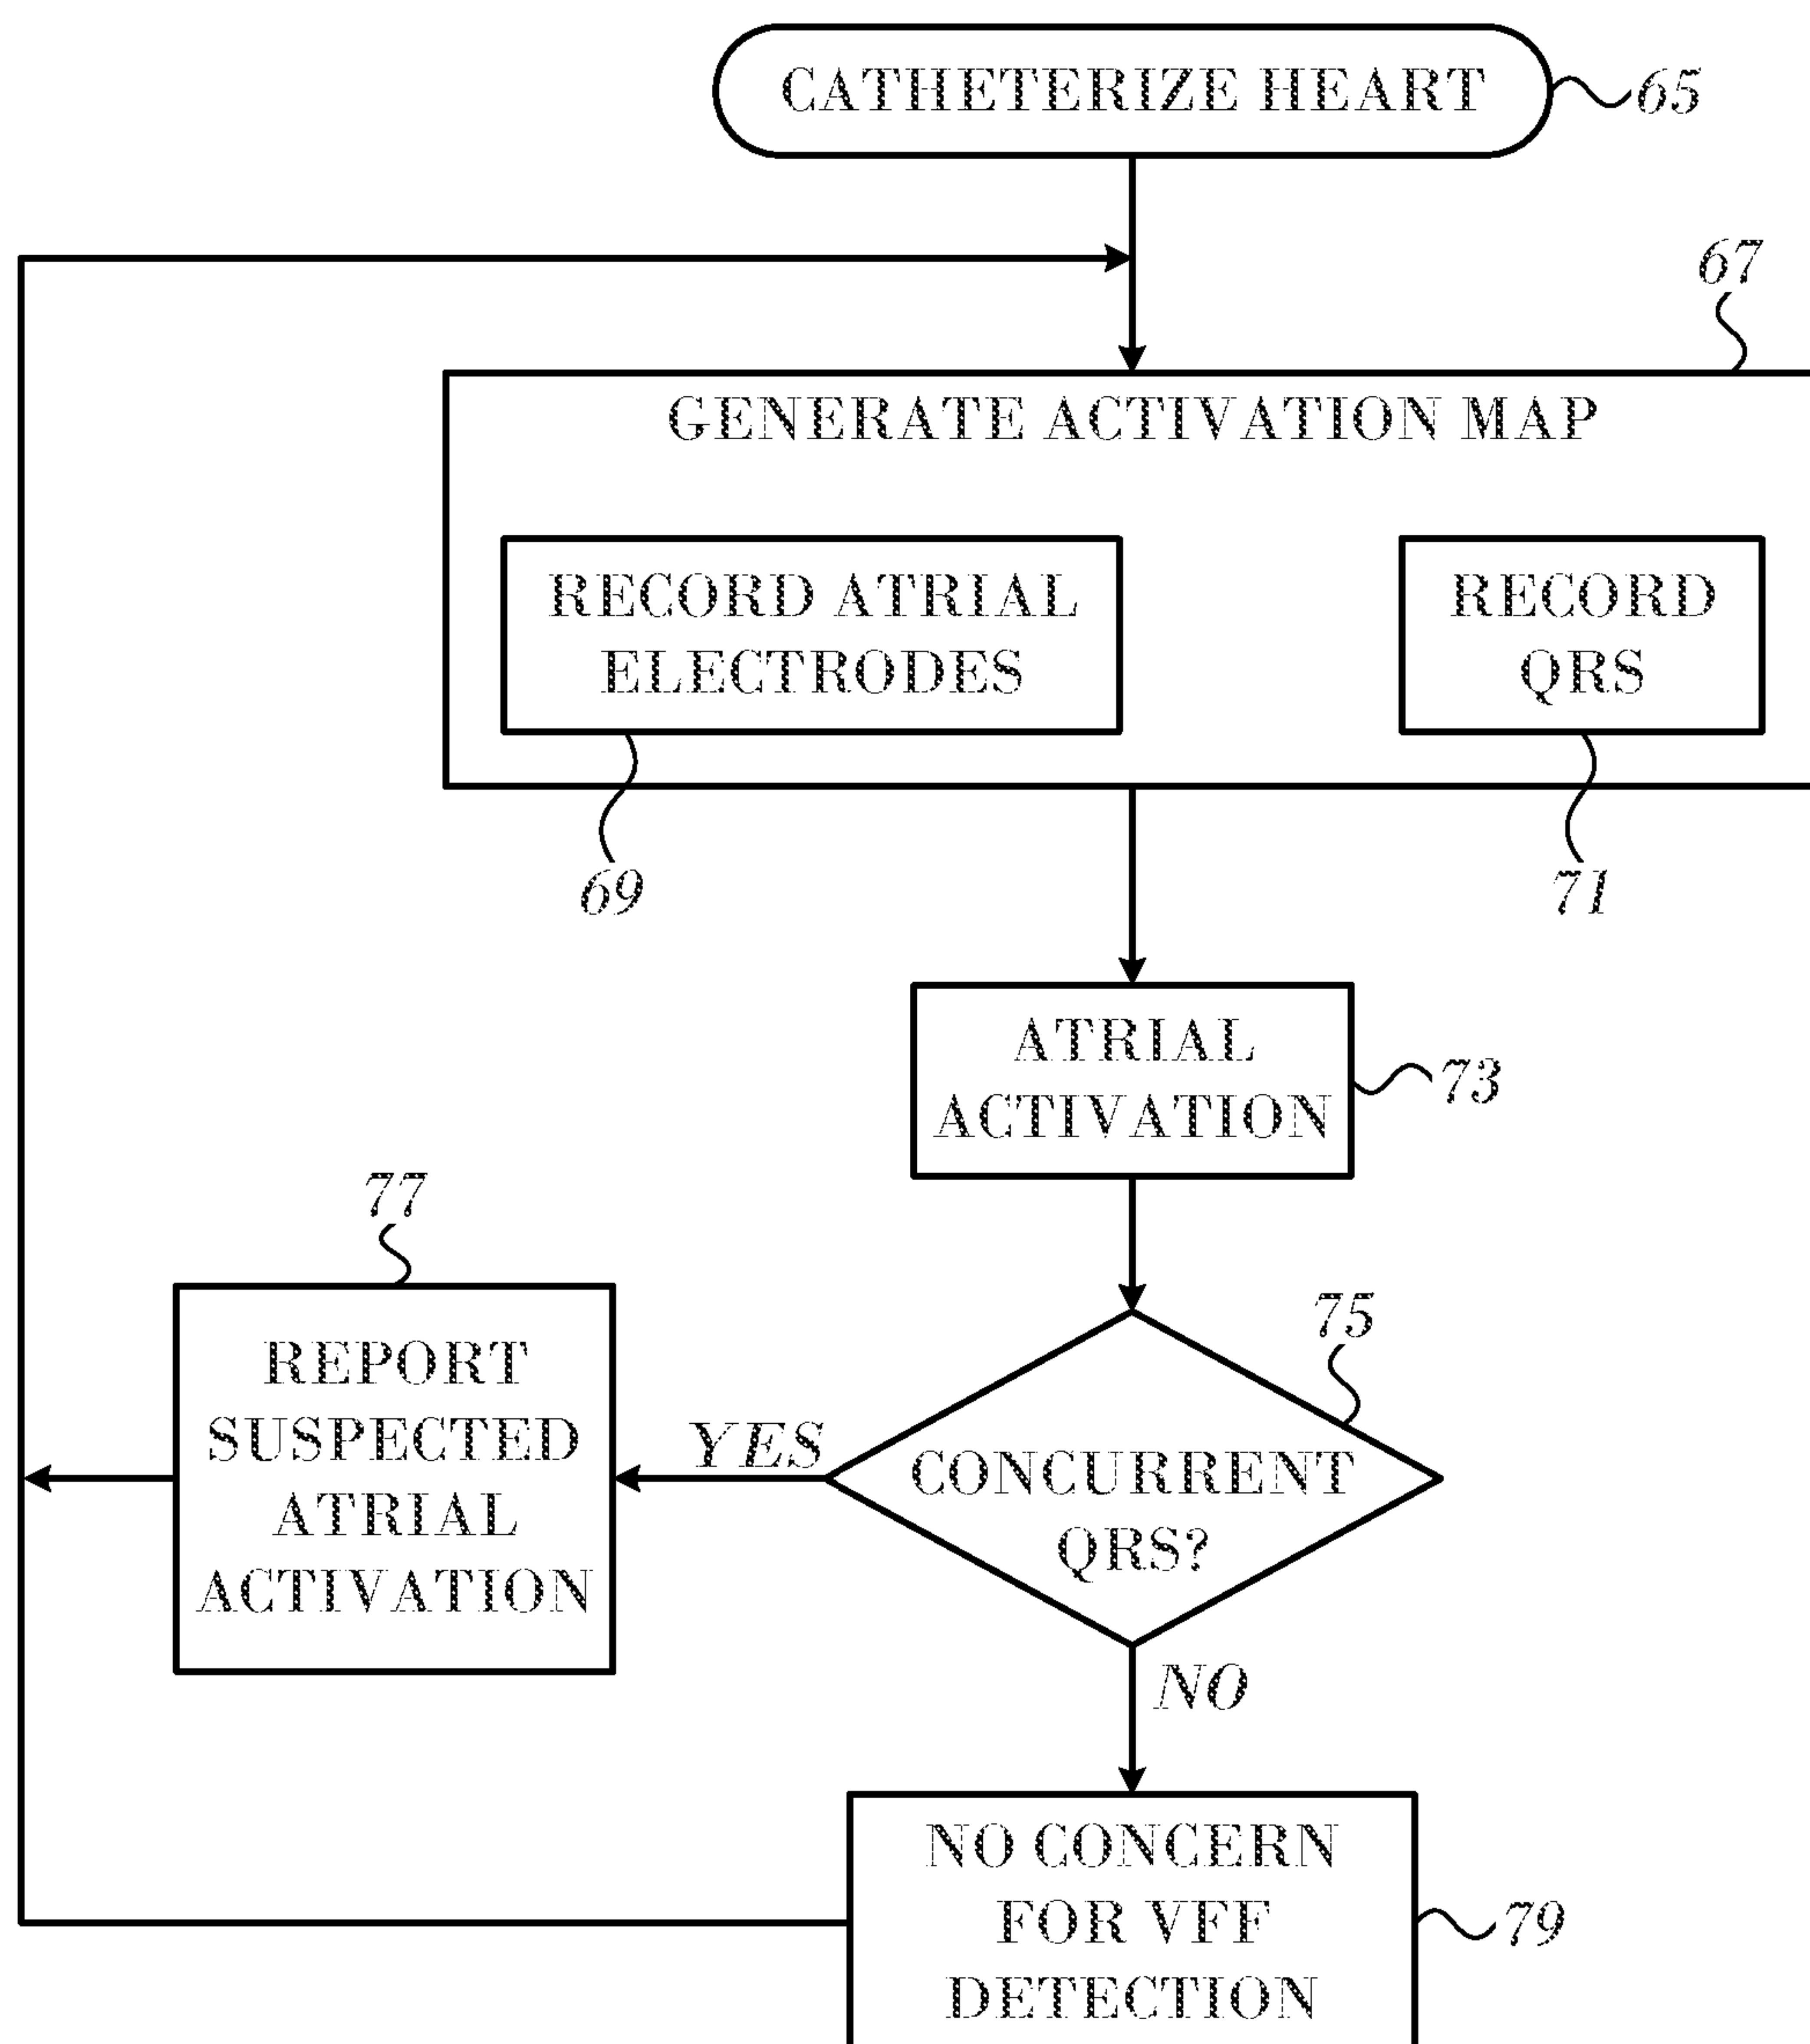 CATHETERIZE HEART
65
67
GENERATE ACTIVATION MAP
RECORD ATRIAL
ELECTRODES
RECORD
QRS
69
71
ATRIAL
ACTIVATION
73
77
75
REPORT
SUSPECTED
ATRIAL
ACTIVATION
YES
CONCURRENT
QRS?
NO
NO CONCERN
FOR VFF
DETECTION
79